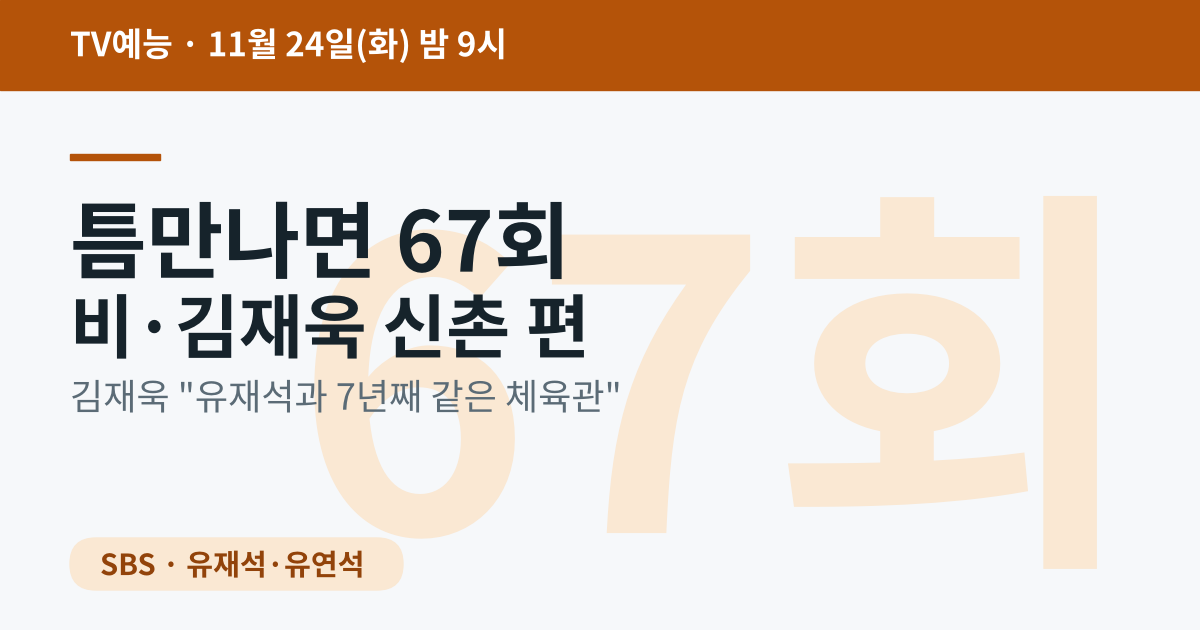 TV예능 · 11월 24일(화) 밤 9시
틈만나면 67회
비·김재욱 신촌 편
김재욱 "유재석과 7년째 같은 체육관"
67회
SBS · 유재석·유연석